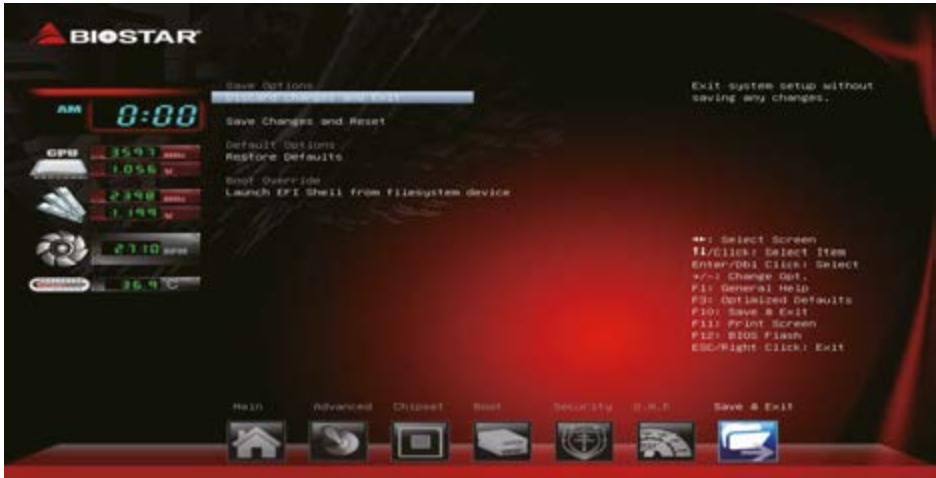 BIOSTAR
AM 0:00
CPU 3597 MHz
1.056 V
2398 MHz
1.199 V
2710 RPM
36.9 °C
Save Options
Discard Changes and Exit
Save Changes and Reset
Default Options
Restore Defaults
Boot Override
Launch EFI Shell from filesystem device
Exit system setup without
saving any changes.
↔: Select Screen
↑↓/Click: Select Item
Enter/Dbl Click: Select
+/-: Change Opt.
F1: General Help
F3: Optimized Defaults
F10: Save & Exit
F11: Print Screen
F12: BIOS Flash
ESC/Right Click: Exit
Main Advanced Chipset Boot Security O.N.E Save & Exit